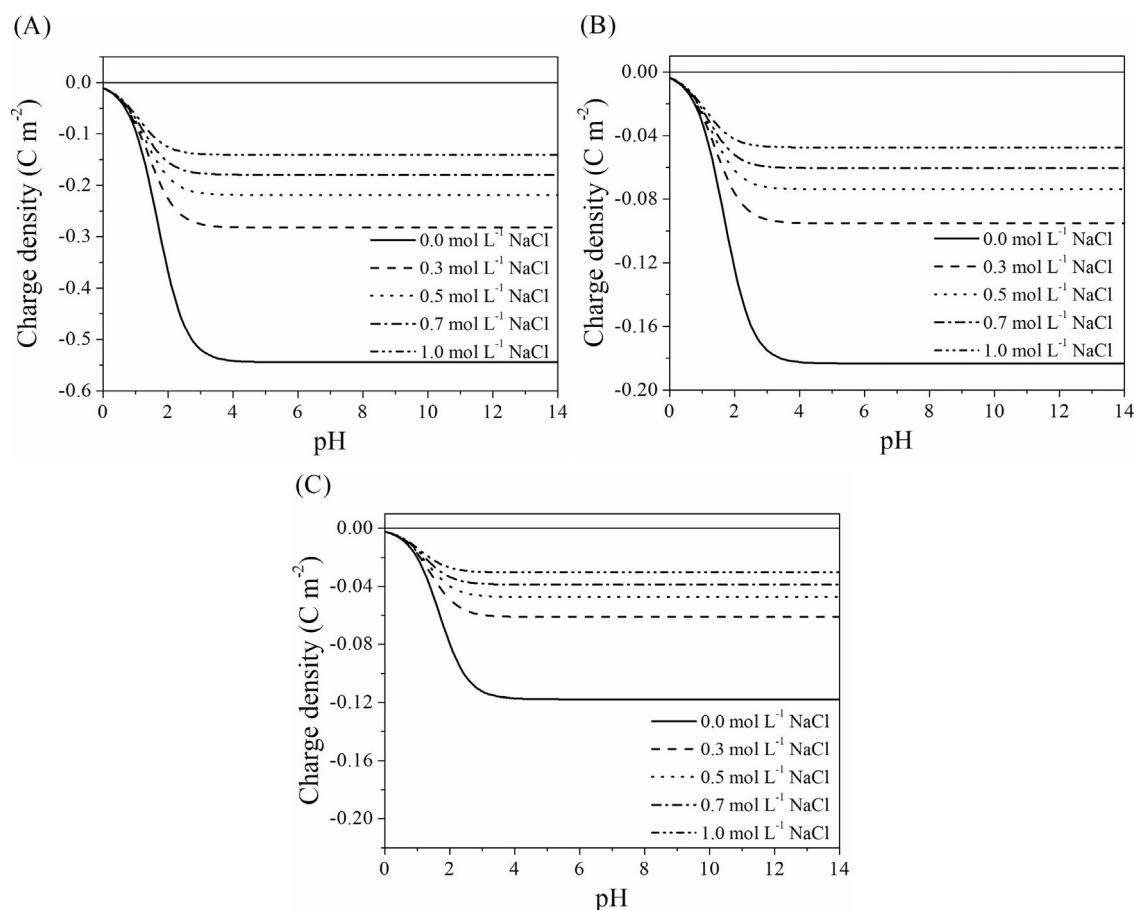 (A)
Charge density (C m⁻²)
0.0
-0.1
-0.2
-0.3
-0.4
-0.5
-0.6
0 2 4 6 8 10 12 14
pH
0.0 mol L⁻¹ NaCl
0.3 mol L⁻¹ NaCl
0.5 mol L⁻¹ NaCl
0.7 mol L⁻¹ NaCl
1.0 mol L⁻¹ NaCl
(B)
Charge density (C m⁻²)
0.00
-0.04
-0.08
-0.12
-0.16
-0.20
0 2 4 6 8 10 12 14
pH
0.0 mol L⁻¹ NaCl
0.3 mol L⁻¹ NaCl
0.5 mol L⁻¹ NaCl
0.7 mol L⁻¹ NaCl
1.0 mol L⁻¹ NaCl
(C)
Charge density (C m⁻²)
0.00
-0.04
-0.08
-0.12
-0.16
-0.20
0 2 4 6 8 10 12 14
pH
0.0 mol L⁻¹ NaCl
0.3 mol L⁻¹ NaCl
0.5 mol L⁻¹ NaCl
0.7 mol L⁻¹ NaCl
1.0 mol L⁻¹ NaCl